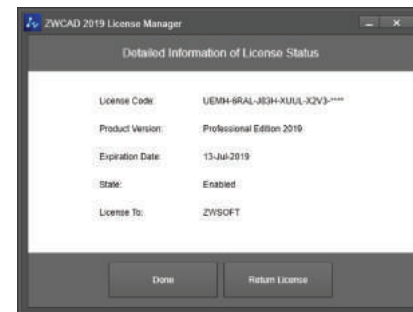 ZWCAD 2019 License Manager
Detailed Information of License Status
License Code: UEMH-6RAL-J83H-XUUL-X2V3-****
Product Version: Professional Edition 2019
Expiration Date: 13-Jul-2019
State: Enabled
License To: ZWSOFT
Done Return License